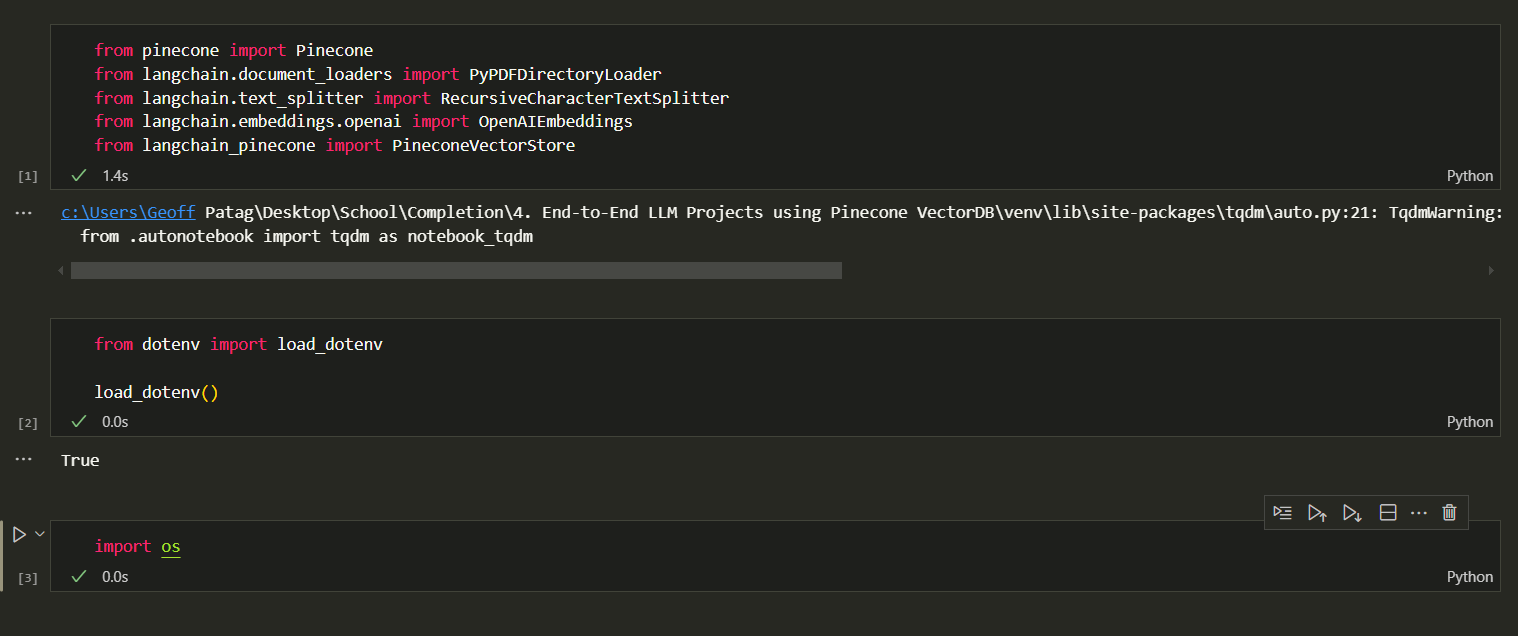 from pinecone import Pinecone
from langchain.document_loaders import PyPDFDirectoryLoader
from langchain.text_splitter import RecursiveCharacterTextSplitter
from langchain.embeddings.openai import OpenAIEmbeddings
from langchain_pinecone import PineconeVectorStore
[1] 1.4s Python
... c:\Users\Geoff Patag\Desktop\School\Completion\4. End-to-End LLM Projects using Pinecone VectorDB\venv\lib\site-packages\tqdm\auto.py:21: TqdmWarning:
from .autonotebook import tqdm as notebook_tqdm
from dotenv import load_dotenv
load_dotenv()
[2] 0.0s Python
... True
import os
[3] 0.0s Python